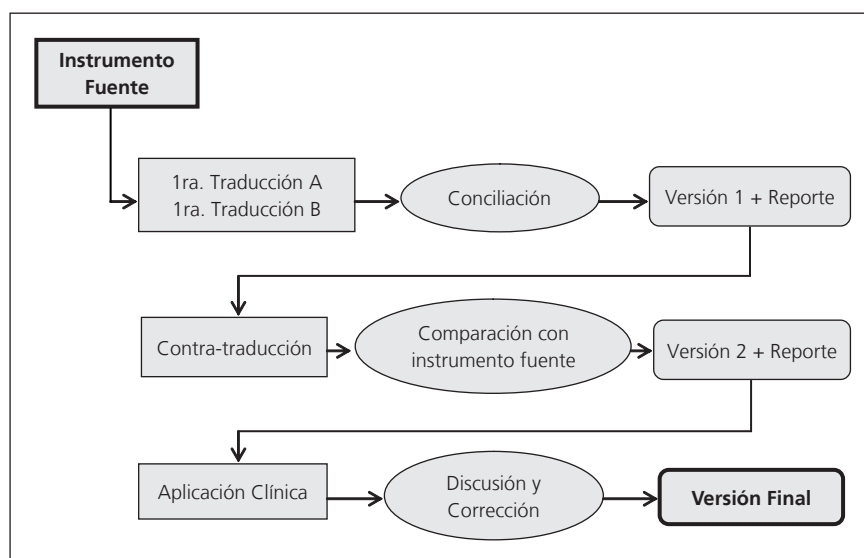 Instrumento
Fuente
1ra. Traducción A
1ra. Traducción B
Conciliación
Versión 1 + Reporte
Contra-traducción
Comparación con
instrumento fuente
Versión 2 + Reporte
Aplicación Clínica
Discusión y
Corrección
Versión Final